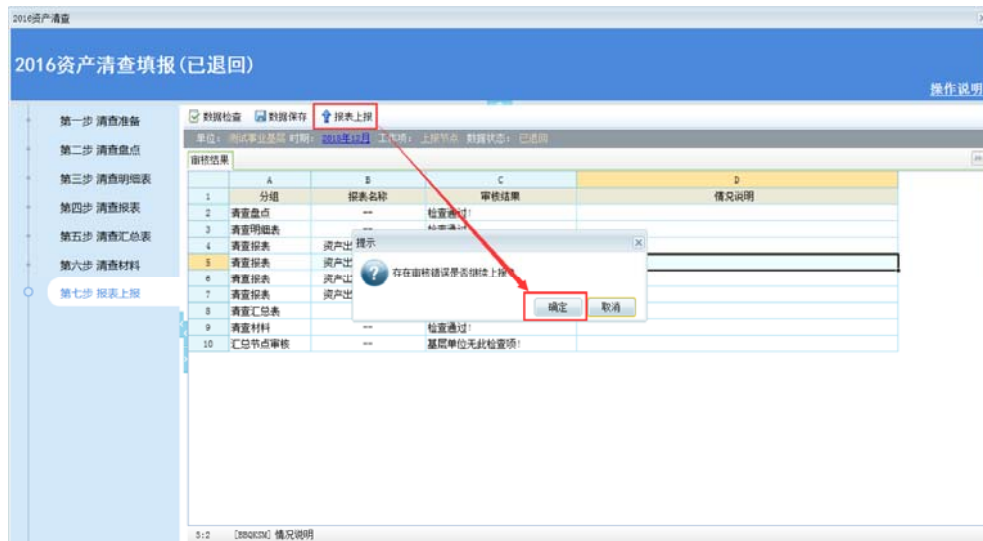 2016资产清查
2016资产清查填报(已退回)
操作说明
第一步 清查准备
第二步 清查盘点
第三步 清查明细表
第四步 清查报表
第五步 清查汇总表
第六步 清查材料
第七步 报表上报
数据检查 数据保存 报表上报
单位： 测试事业基层 时期： 2015年12月 工作项： 上报节点 数据状态： 已退回
审核结果
A B C D
1 分组 报表名称 审核结果 情况说明
2 清查盘点 -- 检查通过!
3 清查明细表 -- 检查通过!
4 清查报表 资产出
5 清查报表 资产出
6 清查报表 资产出
7 清查报表 资产出
8 清查汇总表
9 清查材料 -- 检查通过!
10 汇总节点审核 -- 基层单位无此检查项!
提示
存在审核错误是否继续上报
确定 取消
5:2 [BBQKSM] 情况说明